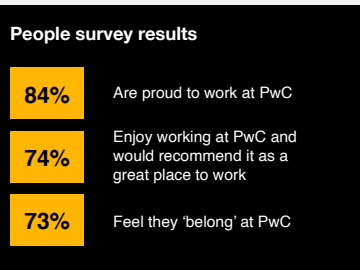 People survey results
84%
Are proud to work at PwC
74%
Enjoy working at PwC and
would recommend it as a
great place to work
73%
Feel they ‘belong’ at PwC